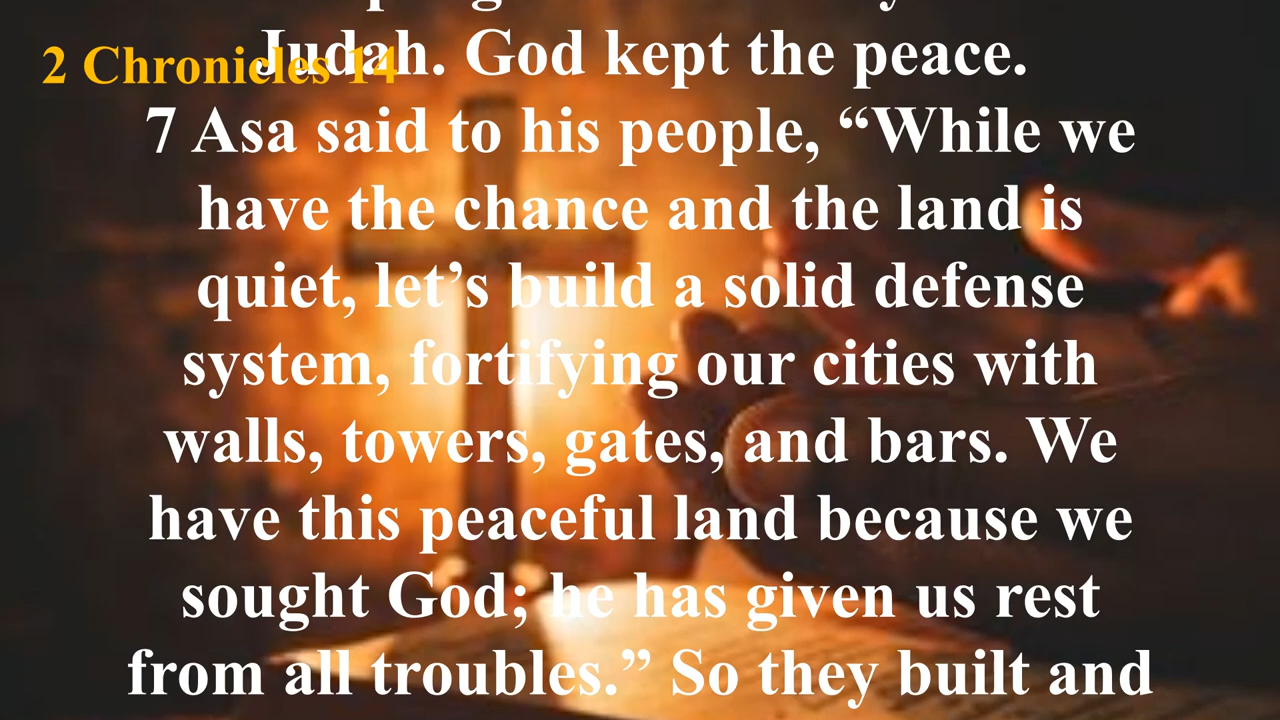 2 Chronicles 14
Judah. God kept the peace.
7 Asa said to his people, “While we
have the chance and the land is
quiet, let’s build a solid defense
system, fortifying our cities with
walls, towers, gates, and bars. We
have this peaceful land because we
sought God; he has given us rest
from all troubles.” So they built and